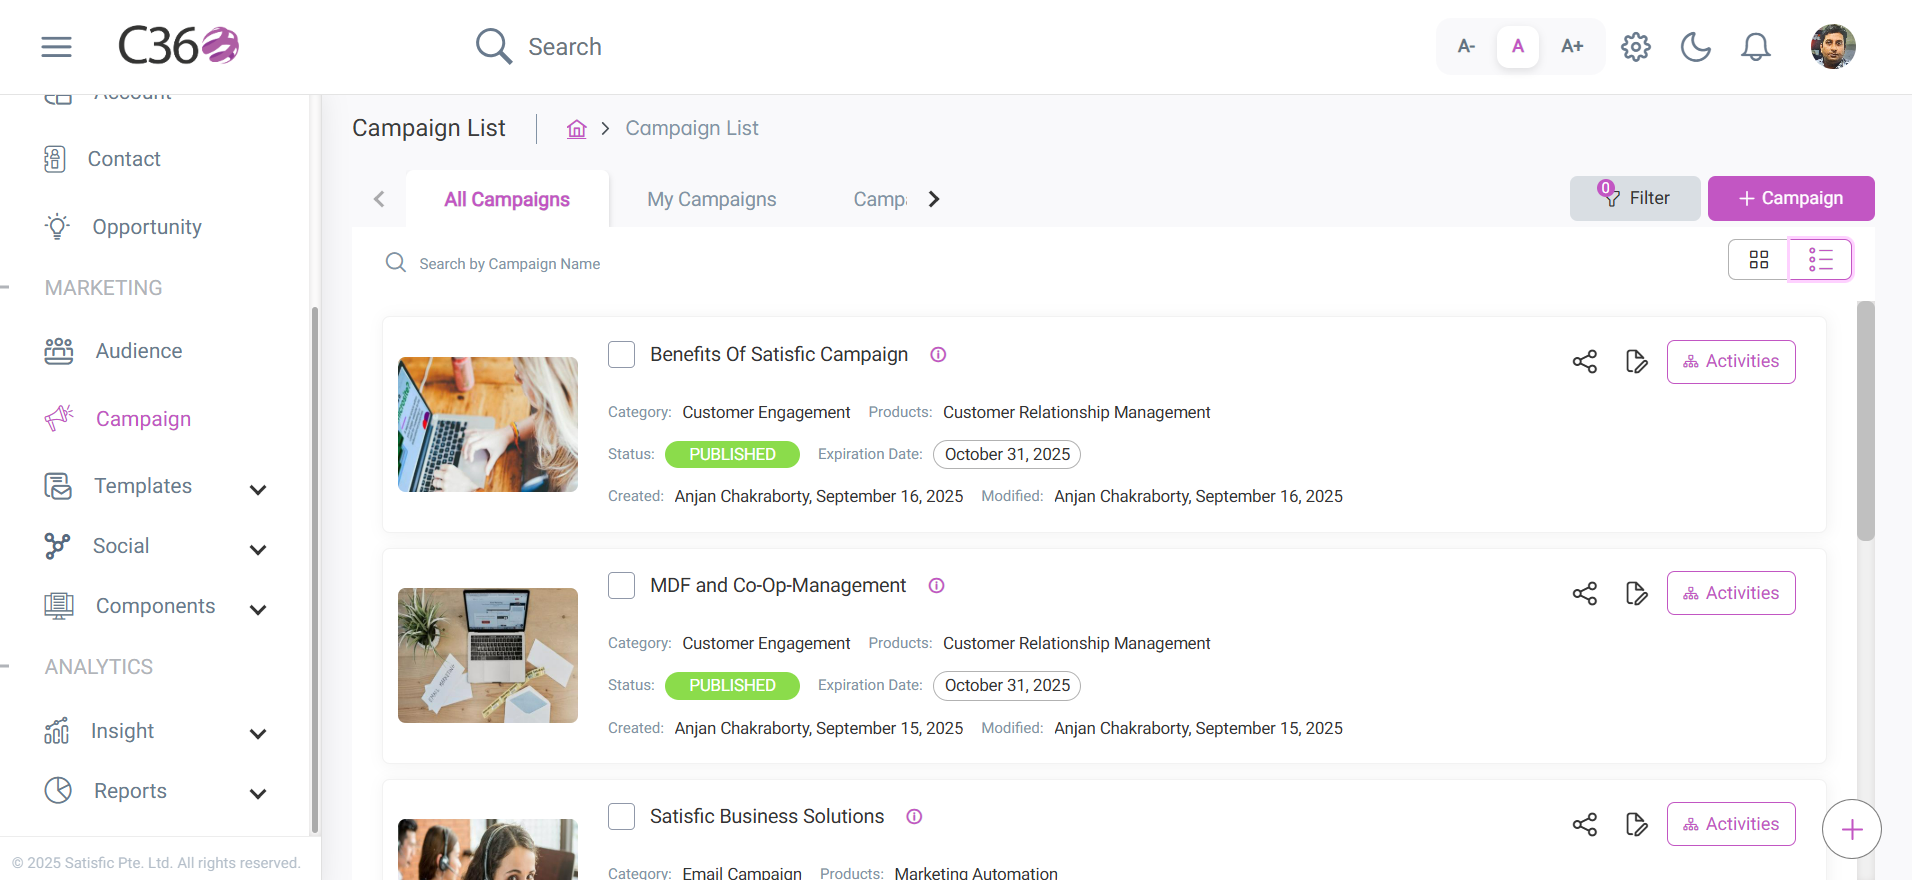 C360
Search
A-
A
A+
Account
Contact
Opportunity
MARKETING
Audience
Campaign
Templates
Social
Components
ANALYTICS
Insight
Reports
© 2025 Satisfic Pte. Ltd. All rights reserved.
Campaign List
Campaign List
All Campaigns
My Campaigns
Camp
0
Filter
+ Campaign
Search by Campaign Name
Benefits Of Satisfic Campaign
Activities
Category: Customer Engagement Products: Customer Relationship Management
Status: PUBLISHED Expiration Date: October 31, 2025
Created: Anjan Chakraborty, September 16, 2025 Modified: Anjan Chakraborty, September 16, 2025
MDF and Co-Op-Management
Activities
Category: Customer Engagement Products: Customer Relationship Management
Status: PUBLISHED Expiration Date: October 31, 2025
Created: Anjan Chakraborty, September 15, 2025 Modified: Anjan Chakraborty, September 15, 2025
Satisfic Business Solutions
Activities
Category: Email Campaign Products: Marketing Automation